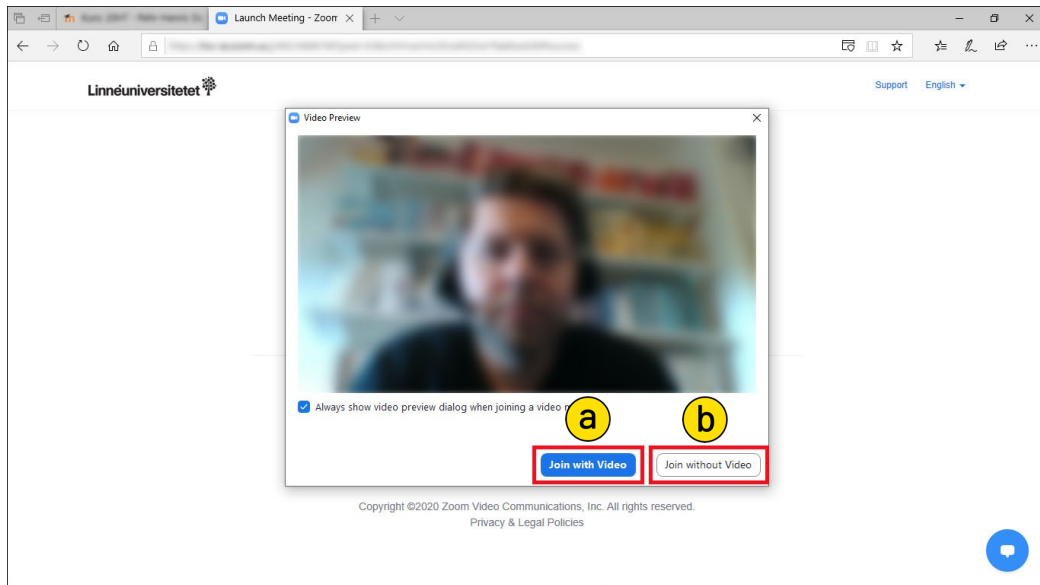 Launch Meeting - Zoom
Linnéuniversitetet
Support English
Video Preview
Always show video preview dialog when joining a video
a
b
Join with Video
Join without Video
Copyright ©2020 Zoom Video Communications, Inc. All rights reserved.
Privacy & Legal Policies